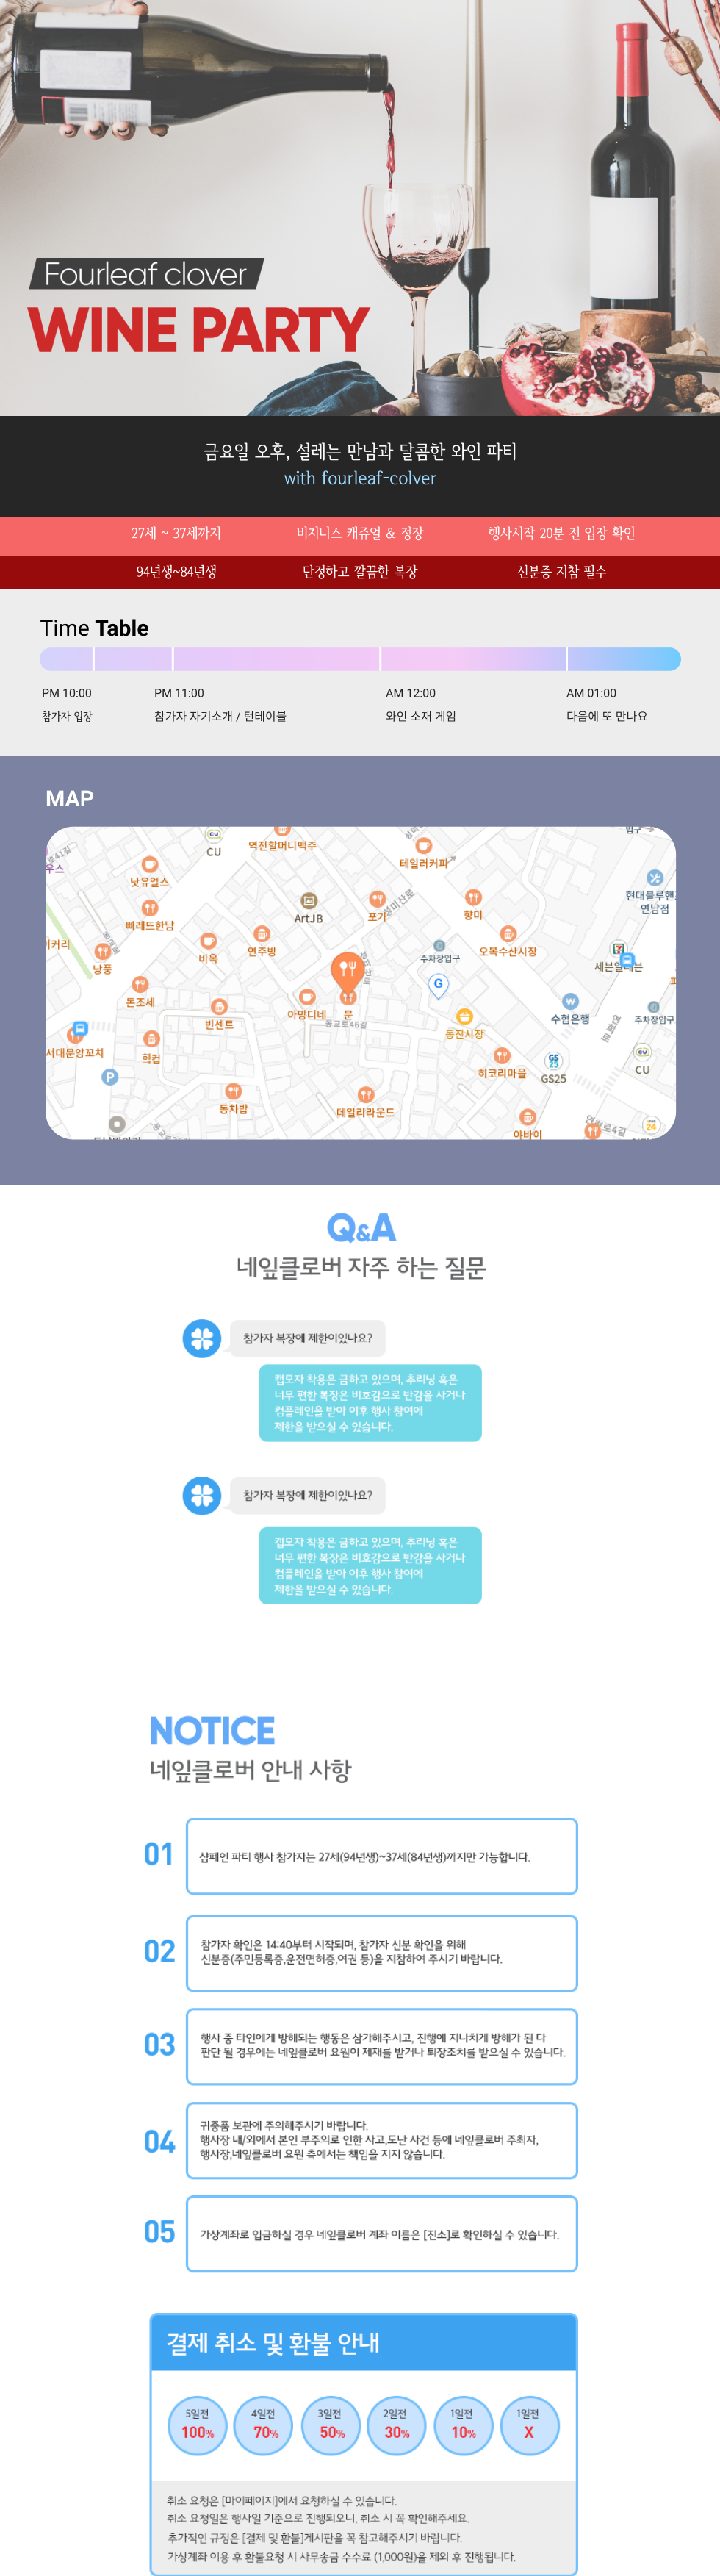 Fourleaf clover
WINE PARTY
금요일 오후, 설레는 만남과 달콤한 와인 파티
with fourleaf-colver
27세 ~ 37세까지
비지니스 캐쥬얼 & 정장
행사시작 20분 전 입장 확인
94년생~84년생
단정하고 깔끔한 복장
신분증 지참 필수
Time Table
PM 10:00
PM 11:00
AM 12:00
AM 01:00
참가자 입장
참가자 자기소개 / 턴테이블
와인 소재 게임
다음에 또 만나요
MAP
CU
역전할머니맥주
테일러커피
낫유얼스
현대블루핸
연남점
ArtJB
포가
향미
성미산로
빠레뜨한남
낭풍
비욱
연주방
주차장입구
오복수산시장
세븐일레븐
돈조세
빈센트
아망디네
문
G
동교로46길
동진시장
수협은행
주차장입구
서대문양꼬치
힘컵
히코리마을
GS25
CU
P
동차밥
데일리라운드
야바이
Q&A
네잎클로버 자주 하는 질문
참가자 복장에 제한이있나요?
캡모자 착용은 금하고 있으며, 추리닝 혹은
너무 편한 복장은 비호감으로 반감을 사거나
컴플레인을 받아 이후 행사 참여에
제한을 받으실 수 있습니다.
참가자 복장에 제한이있나요?
캡모자 착용은 금하고 있으며, 추리닝 혹은
너무 편한 복장은 비호감으로 반감을 사거나
컴플레인을 받아 이후 행사 참여에
제한을 받으실 수 있습니다.
NOTICE
네잎클로버 안내 사항
01
샴페인 파티 행사 참가자는 27세(94년생)~37세(84년생)까지만 가능합니다.
02
참가자 확인은 14:40부터 시작되며, 참가자 신분 확인을 위해
신분증(주민등록증,운전면허증,여권 등)을 지참하여 주시기 바랍니다.
03
행사 중 타인에게 방해되는 행동은 삼가해주시고, 진행에 지나치게 방해가 된 다
판단 될 경우에는 네잎클로버 요원이 제재를 받거나 퇴장조치를 받으실 수 있습니다.
04
귀중품 보관에 주의해주시기 바랍니다.
행사장 내/외에서 본인 부주의로 인한 사고,도난 사건 등에 네잎클로버 주최자,
행사장,네잎클로버 요원 측에서는 책임을 지지 않습니다.
05
가상계좌로 입금하실 경우 네잎클로버 계좌 이름은 [진소]로 확인하실 수 있습니다.
결제 취소 및 환불 안내
5일전
4일전
3일전
2일전
1일전
1일전
100%
70%
50%
30%
10%
X
취소 요청은 [마이페이지]에서 요청하실 수 있습니다.
취소 요청일은 행사일 기준으로 진행되오니, 취소 시 꼭 확인해주세요.
추가적인 규정은 [결제 및 환불]게시판을 꼭 참고해주시기 바랍니다.
가상계좌 이용 후 환불요청 시 사무송금 수수료 (1,000원)을 제외 후 진행됩니다.